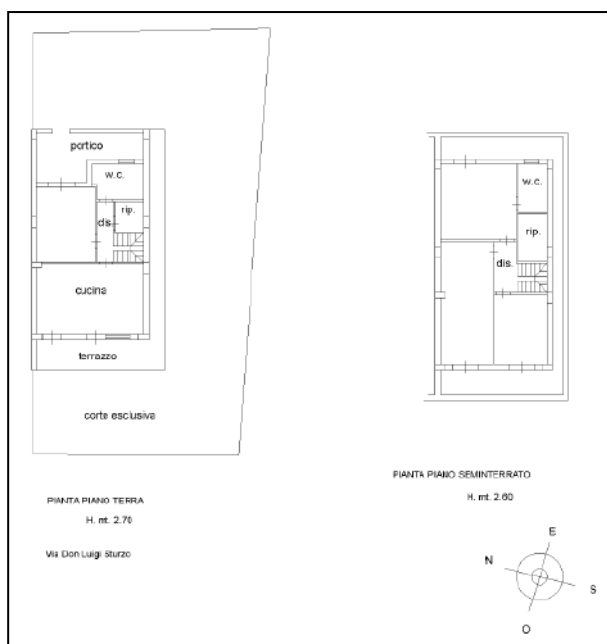 portico
w.c.
dis.
rip.
cucina
terrazzo
corte esclusiva
PIANTA PIANO TERRA
H. mt. 2.70
Via Don Luigi Sturzo
w.c.
rip.
dis.
PIANTA PIANO SEMINTERRATO
H. mt. 2.60
E
N
S
O